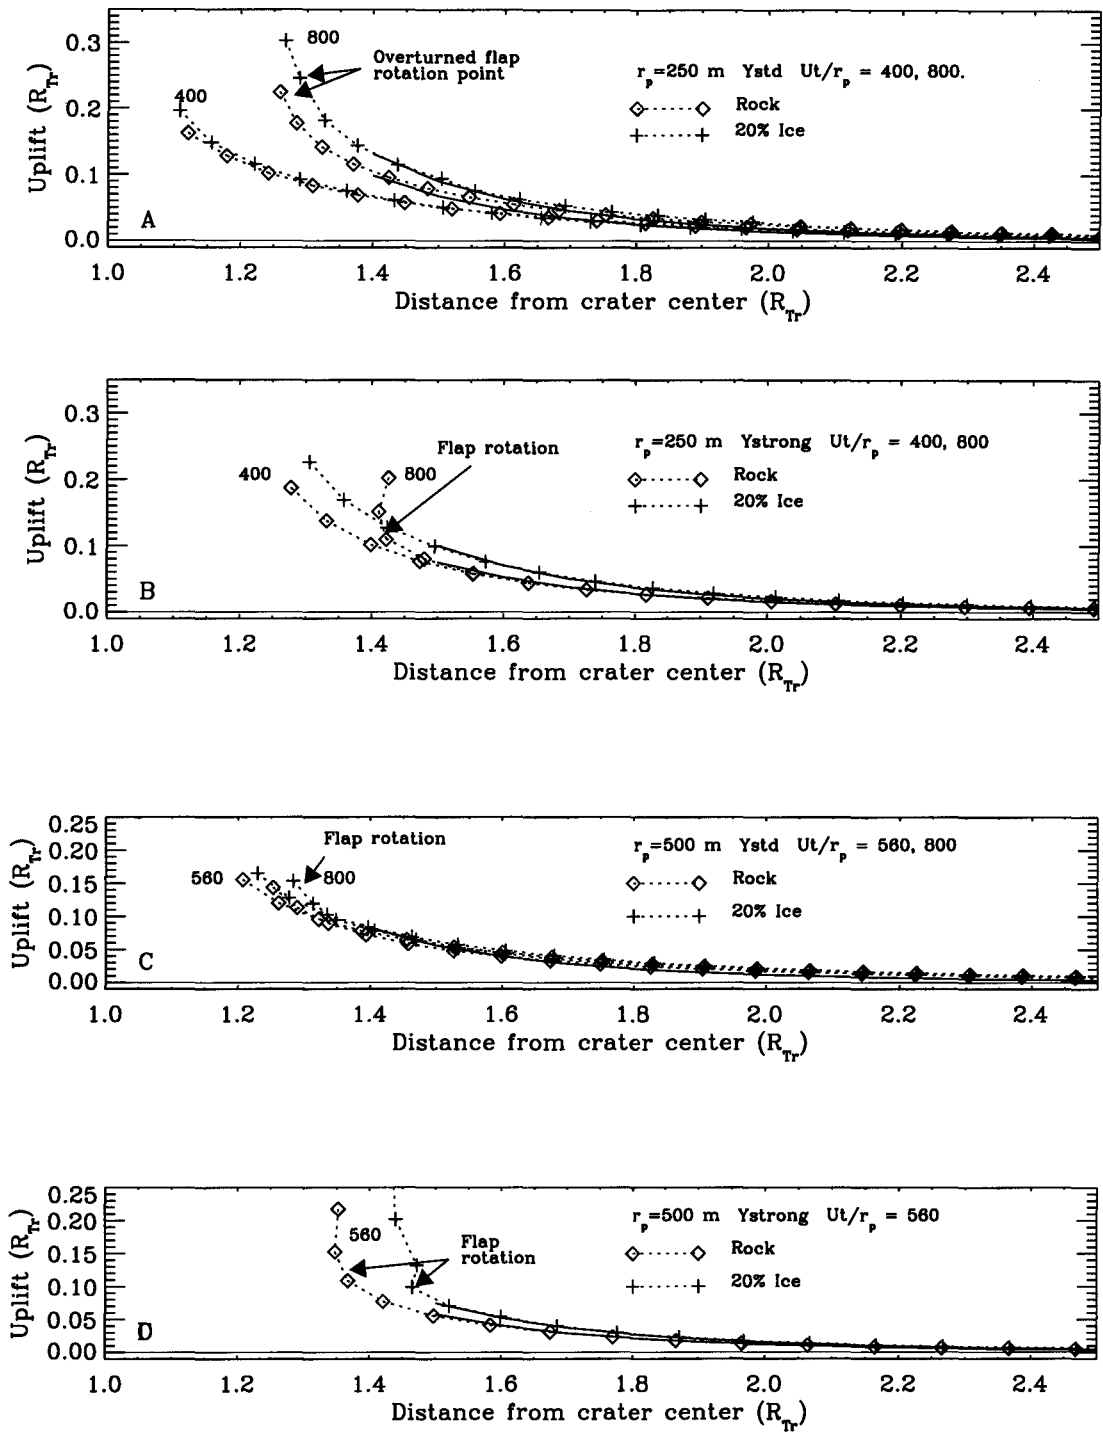 0.3
0.2
0.1
0.0
Uplift (R_Tr)
800
400
Overturned flap
rotation point
r_p=250 m Ystd Ut/r_p = 400, 800.
Rock
20% Ice
A
1.0 1.2 1.4 1.6 1.8 2.0 2.2 2.4
Distance from crater center (R_Tr)
0.3
0.2
0.1
0.0
Uplift (R_Tr)
400
800
Flap rotation
r_p=250 m Ystrong Ut/r_p = 400, 800
Rock
20% Ice
B
1.0 1.2 1.4 1.6 1.8 2.0 2.2 2.4
Distance from crater center (R_Tr)
0.25
0.20
0.15
0.10
0.05
0.00
Uplift (R_Tr)
Flap rotation
560
800
r_p=500 m Ystd Ut/r_p = 560, 800
Rock
20% Ice
C
1.0 1.2 1.4 1.6 1.8 2.0 2.2 2.4
Distance from crater center (R_Tr)
0.25
0.20
0.15
0.10
0.05
0.00
Uplift (R_Tr)
560
Flap
rotation
r_p=500 m Ystrong Ut/r_p = 560
Rock
20% Ice
D
1.0 1.2 1.4 1.6 1.8 2.0 2.2 2.4
Distance from crater center (R_Tr)